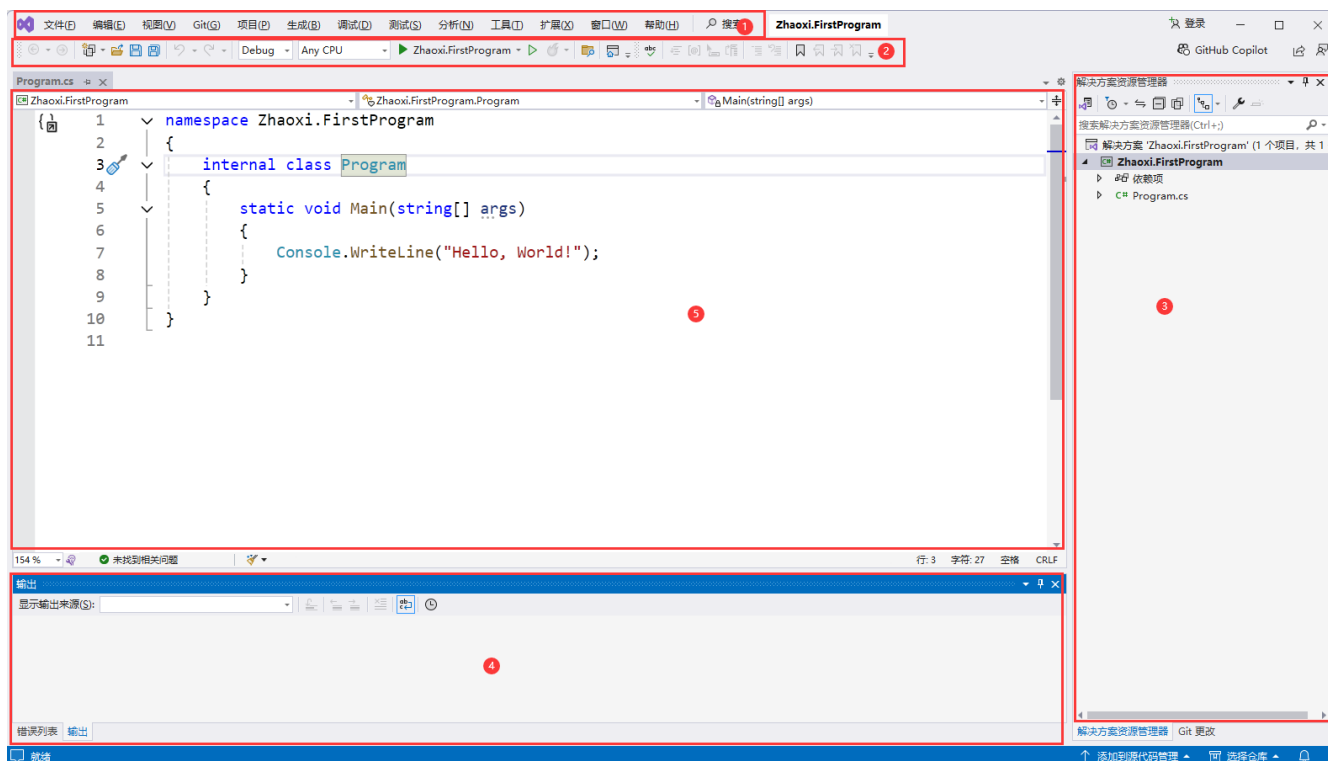 文件(F) 编辑(E) 视图(V) Git(G) 项目(P) 生成(B) 调试(D) 测试(S) 分析(N) 工具(T) 扩展(X) 窗口(W) 帮助(H) 搜索 1 Zhaoxi.FirstProgram 登录
Debug Any CPU Zhaoxi.FirstProgram 2 GitHub Copilot
Program.cs
Zhaoxi.FirstProgram Zhaoxi.FirstProgram.Program Main(string[] args)
1 namespace Zhaoxi.FirstProgram
2 {
3 internal class Program
4 {
5 static void Main(string[] args)
6 {
7 Console.WriteLine("Hello, World!");
8 }
9 }
10 }
11
5
154 % 未找到相关问题 行: 3 字符: 27 空格 CRLF
输出
显示输出来源(S):
4
错误列表 输出
解决方案资源管理器
搜索解决方案资源管理器(Ctrl+;)
解决方案 'Zhaoxi.FirstProgram' (1 个项目, 共 1
Zhaoxi.FirstProgram
依赖项
C# Program.cs
3
解决方案资源管理器 Git 更改
就绪 添加到源代码管理 选择仓库